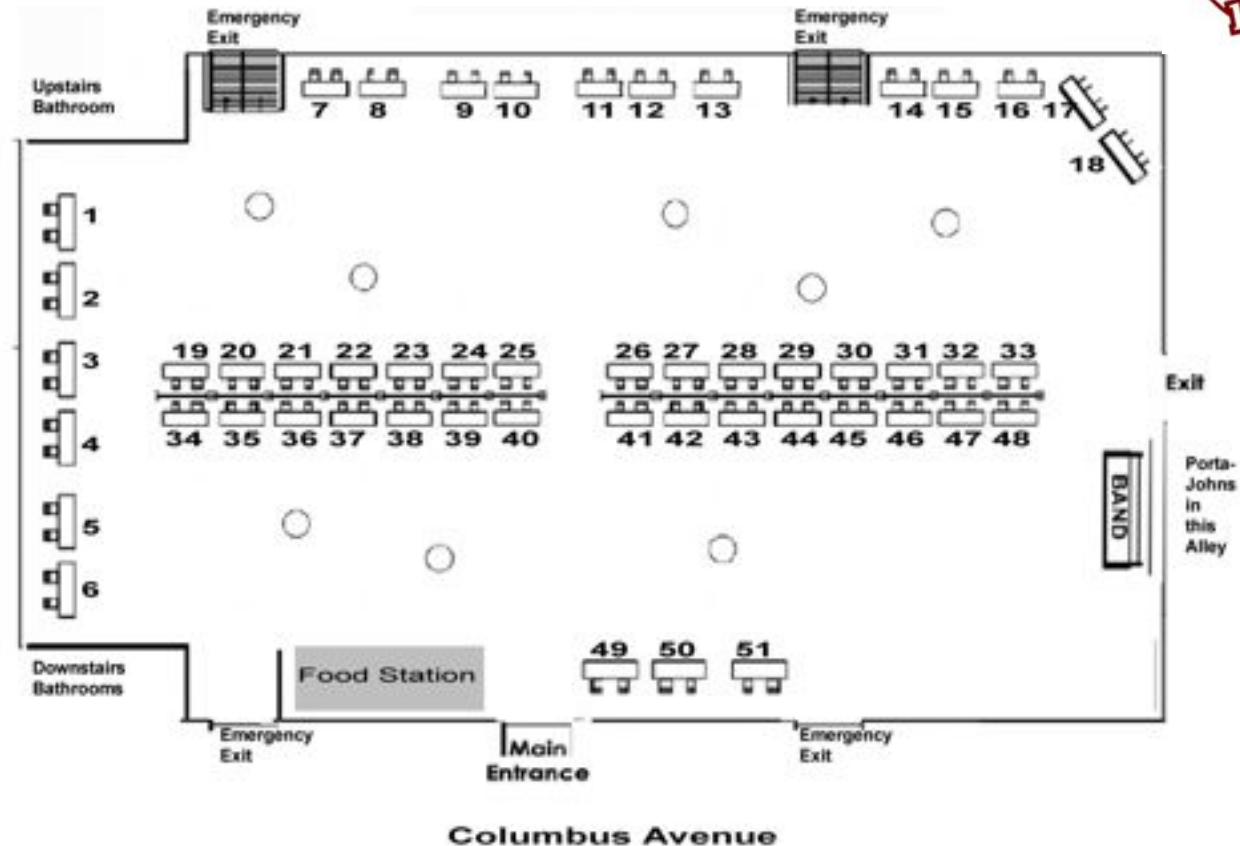 Emergency
Exit
Emergency
Exit
Upstairs
Bathroom
7 8 9 10 11 12 13 14 15 16 17
18
1
2
3
4
5
6
19 20 21 22 23 24 25 26 27 28 29 30 31 32 33
34 35 36 37 38 39 40 41 42 43 44 45 46 47 48
Exit
BAND
Porta-
Johns
in
this
Alley
49 50 51
Food Station
Downstairs
Bathrooms
Emergency
Exit
Main
Entrance
Emergency
Exit
Columbus Avenue